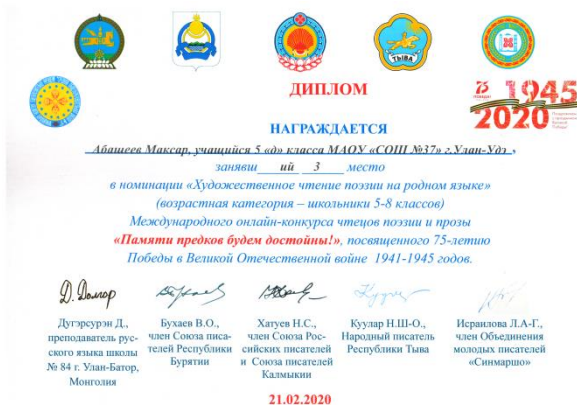 ТЫВА
75
ПОБЕДА!
1945
2020
ДИПЛОМ
НАГРАЖДАЕТСЯ
Абашеев Максар, учащийся 5 «д» класса МАОУ «СОШ №37» г.Улан-Удэ ,
занявш ий 3 место
в номинации «Художественное чтение поэзии на родном языке»
(возрастная категория – школьники 5-8 классов)
Международного онлайн-конкурса чтецов поэзии и прозы
«Памяти предков будем достойны!», посвященного 75-летию
Победы в Великой Отечественной войне 1941-1945 годов.
Д. Долгор
Дугэрсурэн Д.,
преподаватель рус-
ского языка школы
№ 84 г. Улан-Батор,
Монголия
Бухаев В.О.,
член Союза писа-
телей Республики
Бурятии
Хатуев Н.С.,
член Союза Рос-
сийских писателей
и Союза писателей
Калмыкии
Куулар Н.Ш-О.,
Народный писатель
Республики Тыва
Исраилова Л.А-Г.,
член Объединения
молодых писателей
«Синмаршо»
21.02.2020